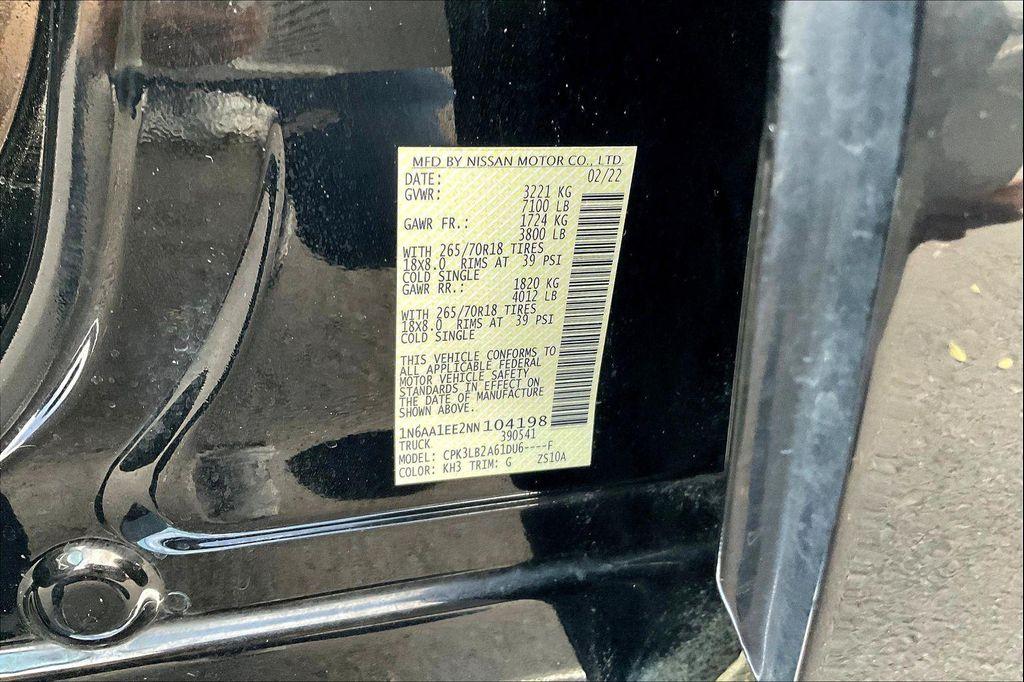 MFD BY NISSAN MOTOR CO., LTD
DATE: 02/22
GVWR: 3221 KG
7100 LB
GAWR FR.: 1724 KG
3800 LB
WITH 265/70R18 TIRES
18X8.0 RIMS AT 39 PSI
COLD SINGLE
GAWR RR.: 1820 KG
4012 LB
WITH 265/70R18 TIRES
18X8.0 RIMS AT 39 PSI
COLD SINGLE
THIS VEHICLE CONFORMS TO
ALL APPLICABLE FEDERAL
MOTOR VEHICLE SAFETY
STANDARDS IN EFFECT ON
THE DATE OF MANUFACTURE
SHOWN ABOVE.
1N6AA1EE2NN 104198
TRUCK 390541
MODEL: CPK3LB2A61DU6----F
COLOR: KH3 TRIM: G ZS10A